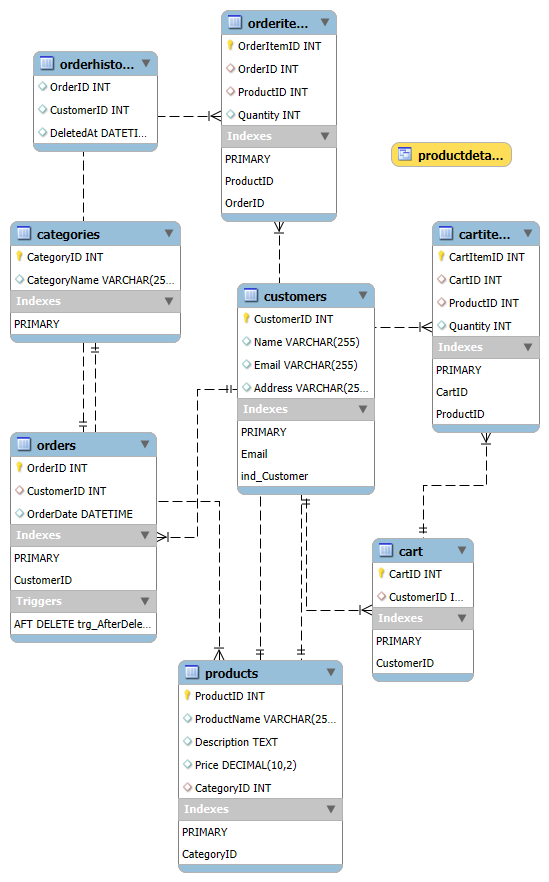 orderite...
OrderItemID INT
OrderID INT
ProductID INT
Quantity INT
Indexes
PRIMARY
ProductID
OrderID
orderhisto...
OrderID INT
CustomerID INT
DeletedAt DATETI...
productdeta...
categories
CategoryID INT
CategoryName VARCHAR(25...
Indexes
PRIMARY
cartite...
CartItemID INT
CartID INT
ProductID INT
Quantity INT
Indexes
PRIMARY
CartID
ProductID
customers
CustomerID INT
Name VARCHAR(255)
Email VARCHAR(255)
Address VARCHAR(25...
Indexes
PRIMARY
Email
ind_Customer
orders
OrderID INT
CustomerID INT
OrderDate DATETIME
Indexes
PRIMARY
CustomerID
Triggers
AFT DELETE trg_AfterDele...
cart
CartID INT
CustomerID I...
Indexes
PRIMARY
CustomerID
products
ProductID INT
ProductName VARCHAR(25...
Description TEXT
Price DECIMAL(10,2)
CategoryID INT
Indexes
PRIMARY
CategoryID